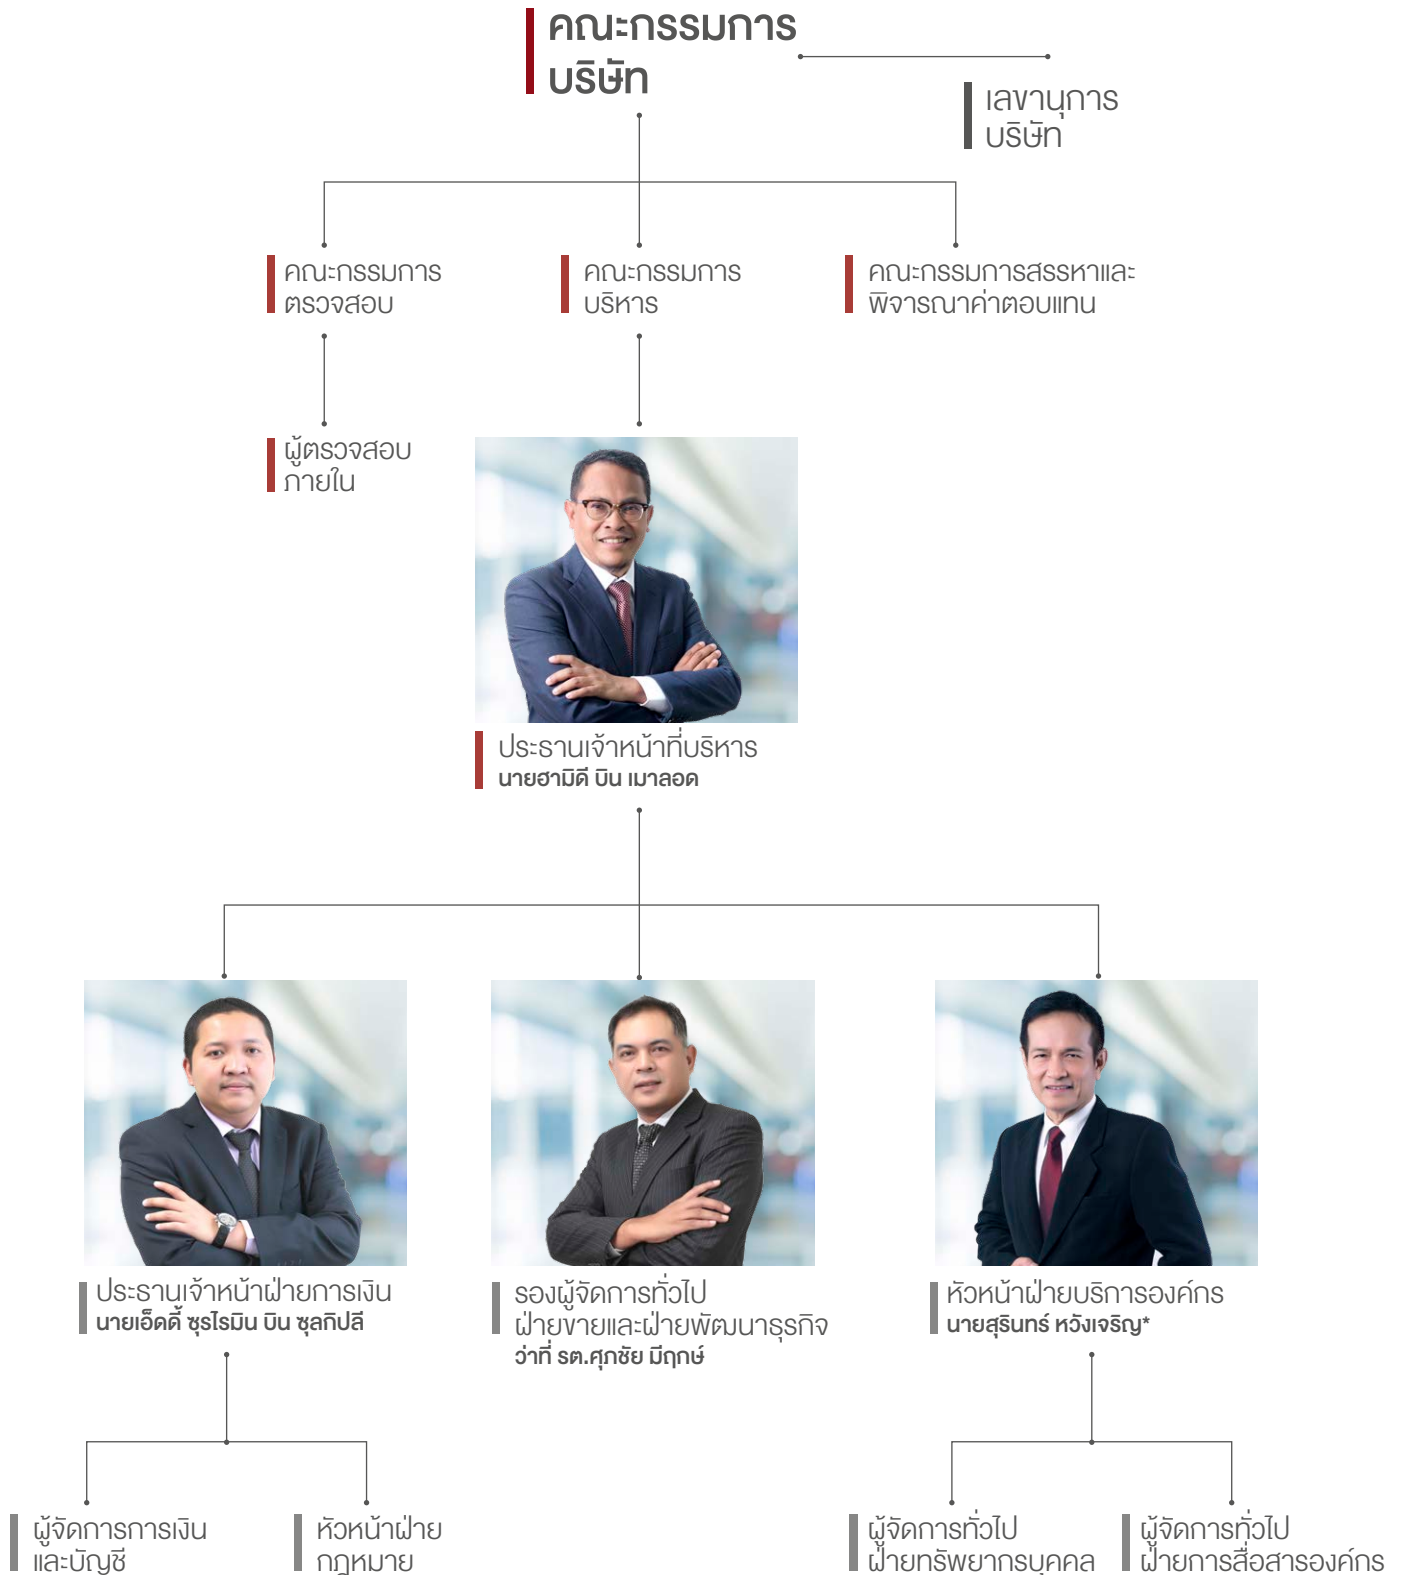 คณะกรรมการ
บริษัท
เลขานุการ
บริษัท
คณะกรรมการ
ตรวจสอบ
คณะกรรมการ
บริหาร
คณะกรรมการสรรหาและ
พิจารณาค่าตอบแทน
ผู้ตรวจสอบ
ภายใน
ประธานเจ้าหน้าที่บริหาร
นายฮามิดี บิน เมาลอด
ประธานเจ้าหน้าฝ่ายการเงิน
นายเอ็ดดี้ ซุรไรมิน บิน ซุลกิปลี
รองผู้จัดการทั่วไป
ฝ่ายขายและฝ่ายพัฒนาธุรกิจ
ว่าที่ รต.ศุภชัย มีฤกษ์
หัวหน้าฝ่ายบริการองค์กร
นายสุรินทร์ หวังเจริญ*
ผู้จัดการการเงิน
และบัญชี
หัวหน้าฝ่าย
กฎหมาย
ผู้จัดการทั่วไป
ฝ่ายทรัพยากรบุคคล
ผู้จัดการทั่วไป
ฝ่ายการสื่อสารองค์กร